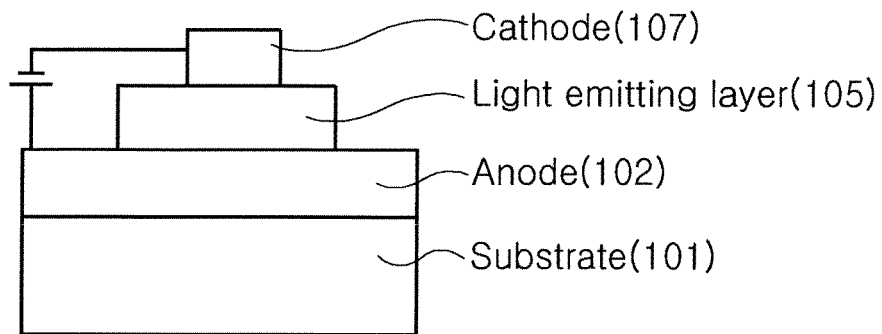 Cathode(107)
Light emitting layer(105)
Anode(102)
Substrate(101)